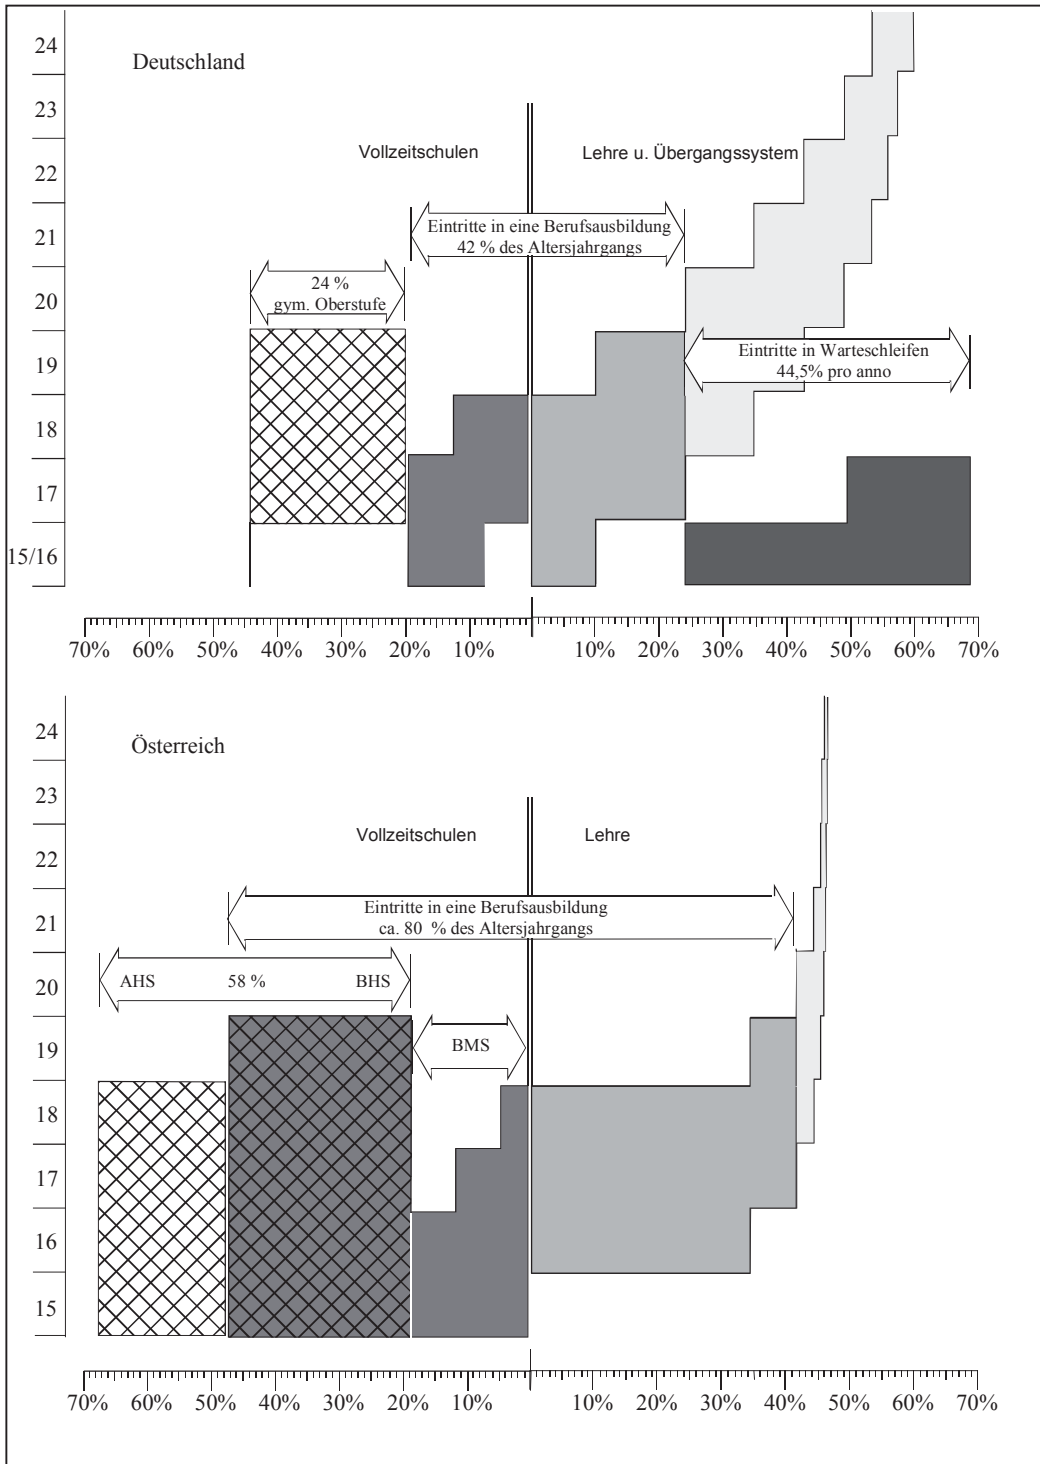 24
Deutschland
23
Vollzeitschulen
Lehre u. Übergangssystem
22
21
Eintritte in eine Berufsausbildung
42 % des Altersjahrgangs
20
24 %
gym. Oberstufe
19
Eintritte in Warteschleifen
44,5% pro anno
18
17
15/16
70% 60% 50% 40% 30% 20% 10% 10% 20% 30% 40% 50% 60% 70%
24
Österreich
23
Vollzeitschulen
Lehre
22
21
Eintritte in eine Berufsausbildung
ca. 80 % des Altersjahrgangs
20
AHS 58 % BHS
19
BMS
18
17
16
15
70% 60% 50% 40% 30% 20% 10% 10% 20% 30% 40% 50% 60% 70%